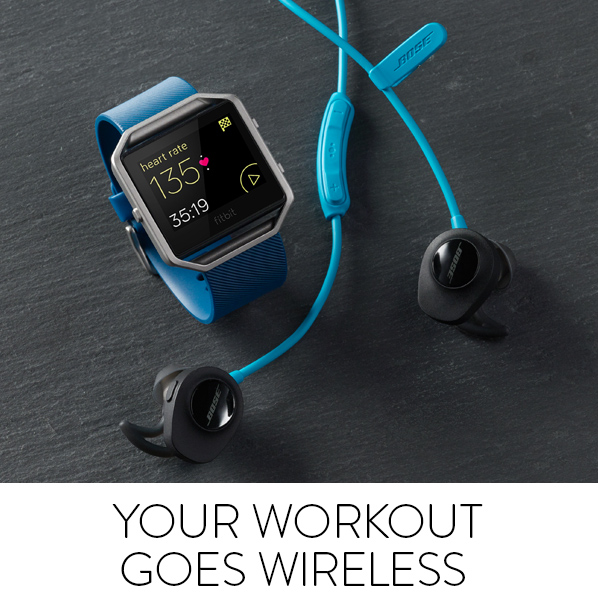 BOSE
heart rate
135
35:19
fitbit
BOSE
BOSE
YOUR WORKOUT
GOES WIRELESS